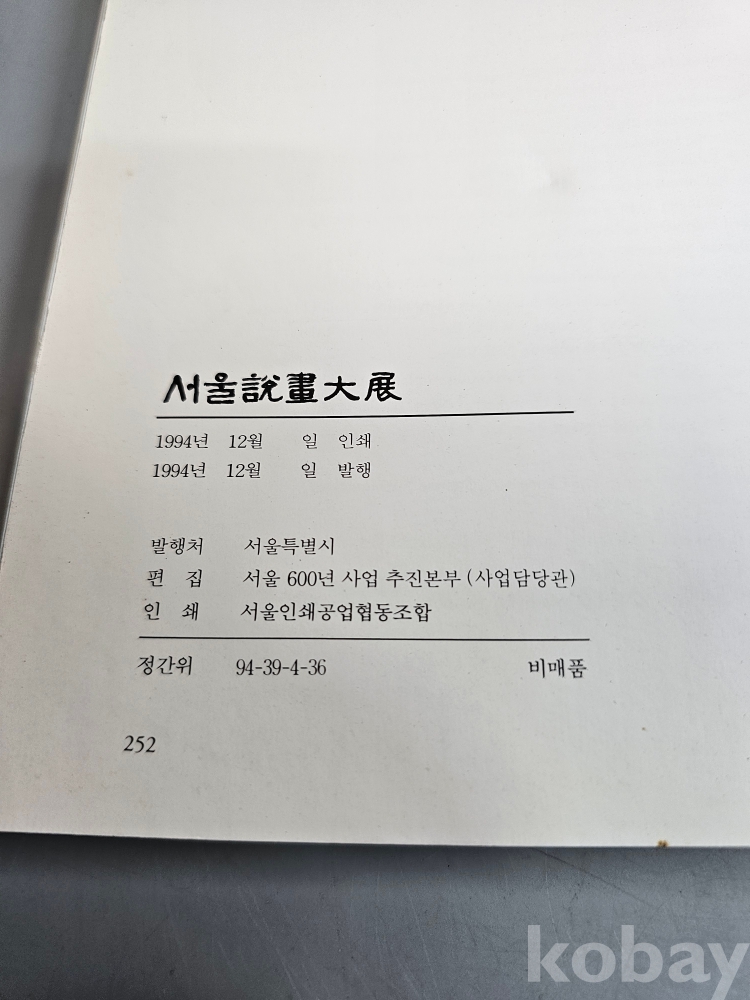 서울說畫大展
1994년 12월 일 인쇄
1994년 12월 일 발행
발행처 서울특별시
편 집 서울 600년 사업 추진본부 (사업담당관)
인 쇄 서울인쇄공업협동조합
정간위 94-39-4-36 비매품
252
kobay